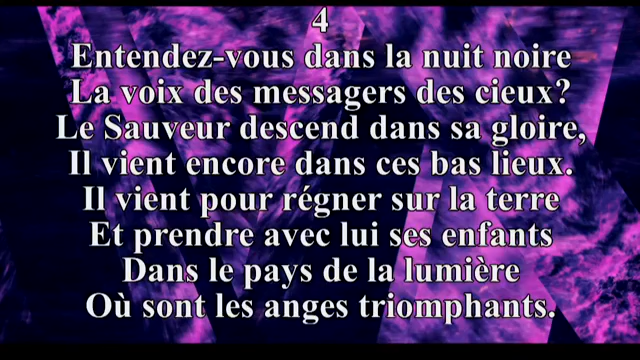 4
Entendez-vous dans la nuit noire
La voix des messagers des cieux?
Le Sauveur descend dans sa gloire,
Il vient encore dans ces bas lieux.
Il vient pour régner sur la terre
Et prendre avec lui ses enfants
Dans le pays de la lumière
Où sont les anges triomphants.